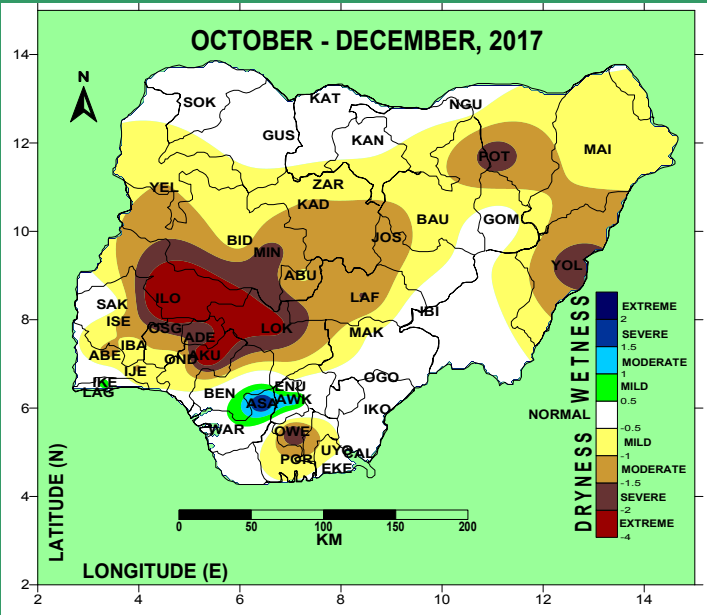 OCTOBER - DECEMBER, 2017
14
12
10
8
6
4
2
LATITUDE (N)
N
SOK
KAT
NGU
GUS
KAN
POT
MAI
ZAR
YEL
KAD
BAU
GOM
BID
MIN
JOS
ABU
YOL
SAK
ILO
LAF
IBI
ISE
OSG
LOK
ADE
MAK
IBA
ABE
OND
AKU
IJE
IKE
LAG
BEN
ENU
OGO
ASA
AWK
IKO
WAR
OWE
UYO
CAL
POR
EKE
0
50
100
150
200
KM
WETNESS
DRYNESS
EXTREME
2
SEVERE
1.5
MODERATE
1
MILD
0.5
NORMAL
-0.5
MILD
-1
MODERATE
-1.5
SEVERE
-2
EXTREME
-4
LONGITUDE (E)
2
4
6
8
10
12
14